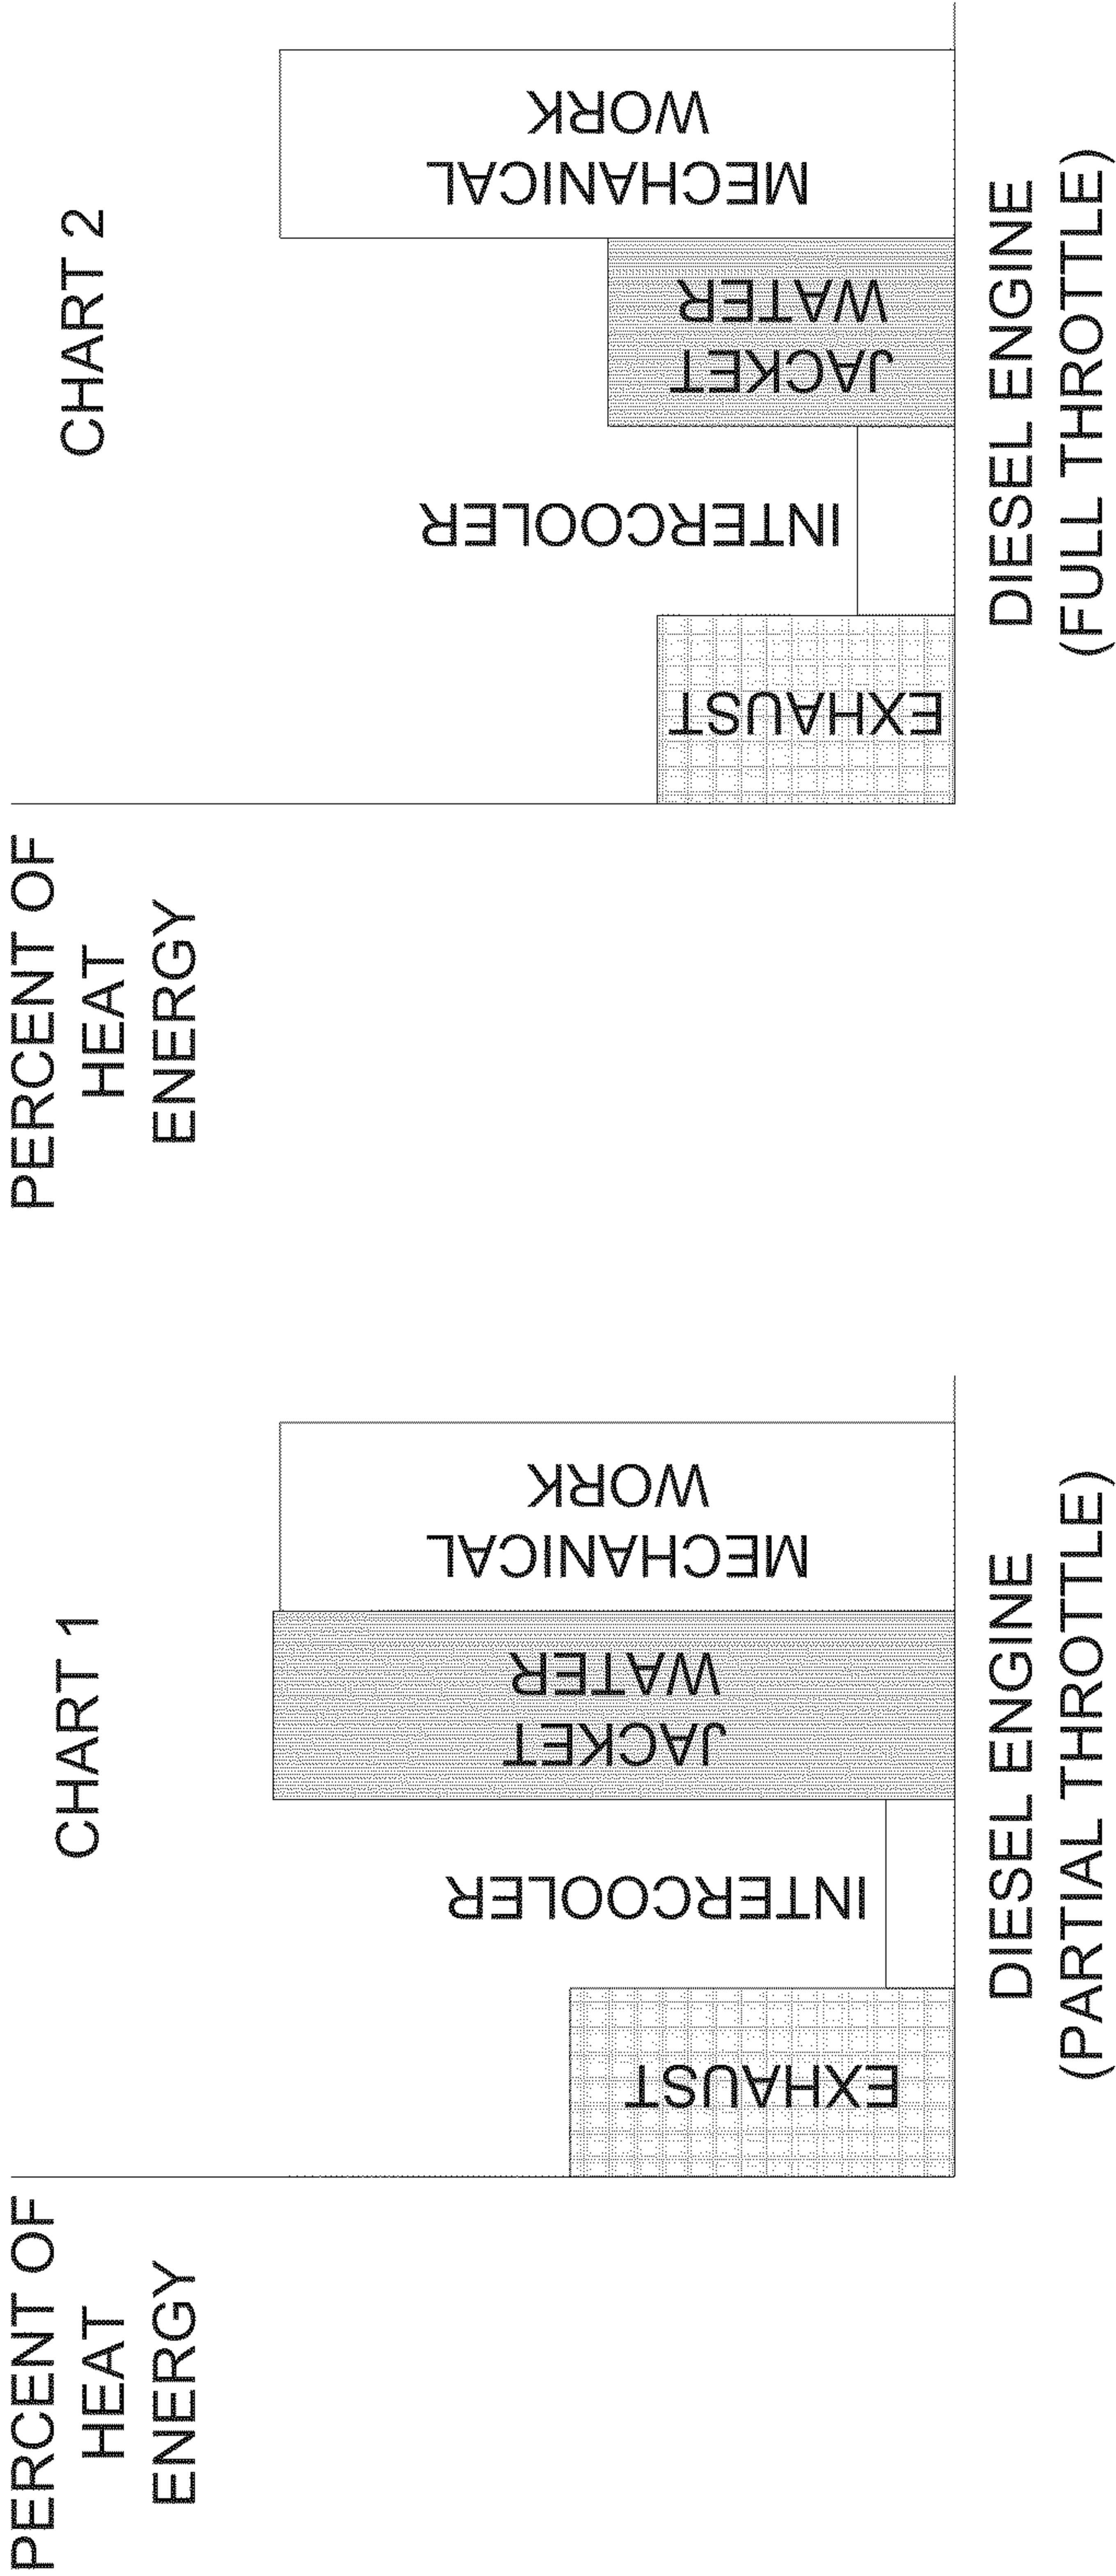 CHART 1
PERCENT OF
HEAT
ENERGY
EXHAUST
INTERCOOLER
JACKET
WATER
MECHANICAL
WORK
DIESEL ENGINE
(PARTIAL THROTTLE)
CHART 2
PERCENT OF
HEAT
ENERGY
EXHAUST
INTERCOOLER
JACKET
WATER
MECHANICAL
WORK
DIESEL ENGINE
(FULL THROTTLE)